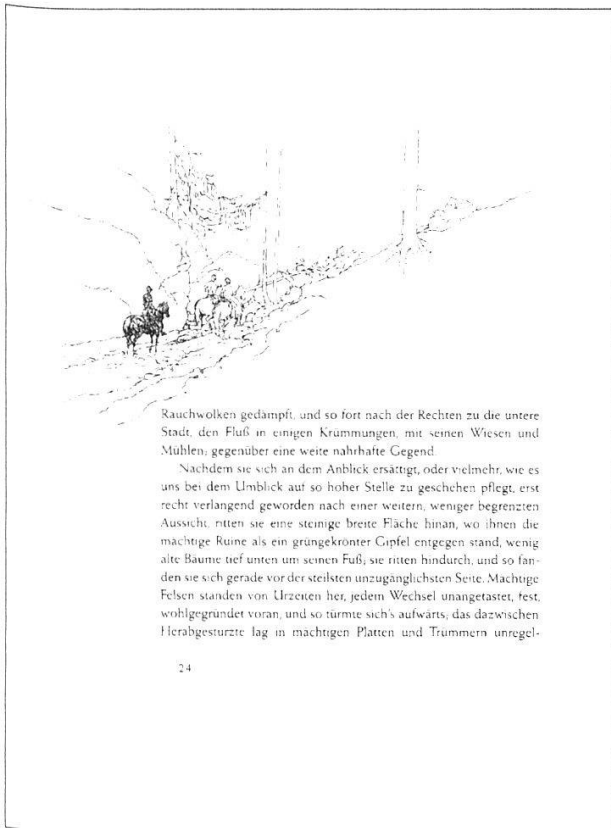 Rauchwolken gedämpft, und so fort nach der Rechten zu die untere
Stadt, den Fluß in einigen Krümmungen, mit seinen Wiesen und
Mühlen; gegenüber eine weite nahrhafte Gegend.
Nachdem sie sich an dem Anblick ersättigt, oder vielmehr, wie es
uns bei dem Umblick auf so hoher Stelle zu geschehen pflegt, erst
recht verlangend geworden nach einer weitern, weniger begrenzten
Aussicht, ritten sie eine steinige breite Fläche hinan, wo ihnen die
mächtige Ruine als ein grüngekrönter Gipfel entgegen stand, wenig
alte Bäume tief unten um seinen Fuß; sie ritten hindurch, und so fan-
den sie sich gerade vor der steilsten unzugänglichsten Seite. Mächtige
Felsen standen von Urzeiten her, jedem Wechsel unangetastet, fest,
wohlgegründet voran, und so türmte sich's aufwärts; das dazwischen
Herabgestürzte lag in mächtigen Platten und Trümmern unregel-
24